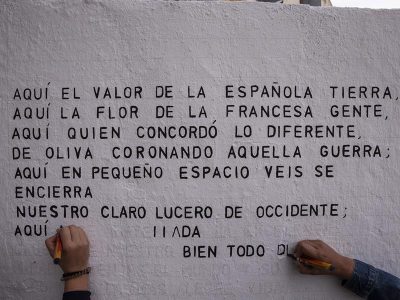 AQUÍ EL VALOR DE LA ESPAÑOLA TIERRA,
AQUÍ LA FLOR DE LA FRANCESA GENTE,
AQUÍ QUIEN CONCORDÓ LO DIFERENTE,
DE OLIVA CORONANDO AQUELLA GUERRA;
AQUÍ EN PEQUEÑO ESPACIO VEIS SE
ENCIERRA
NUESTRO CLARO LUCERO DE OCCIDENTE;
AQUÍ
BIEN TODO